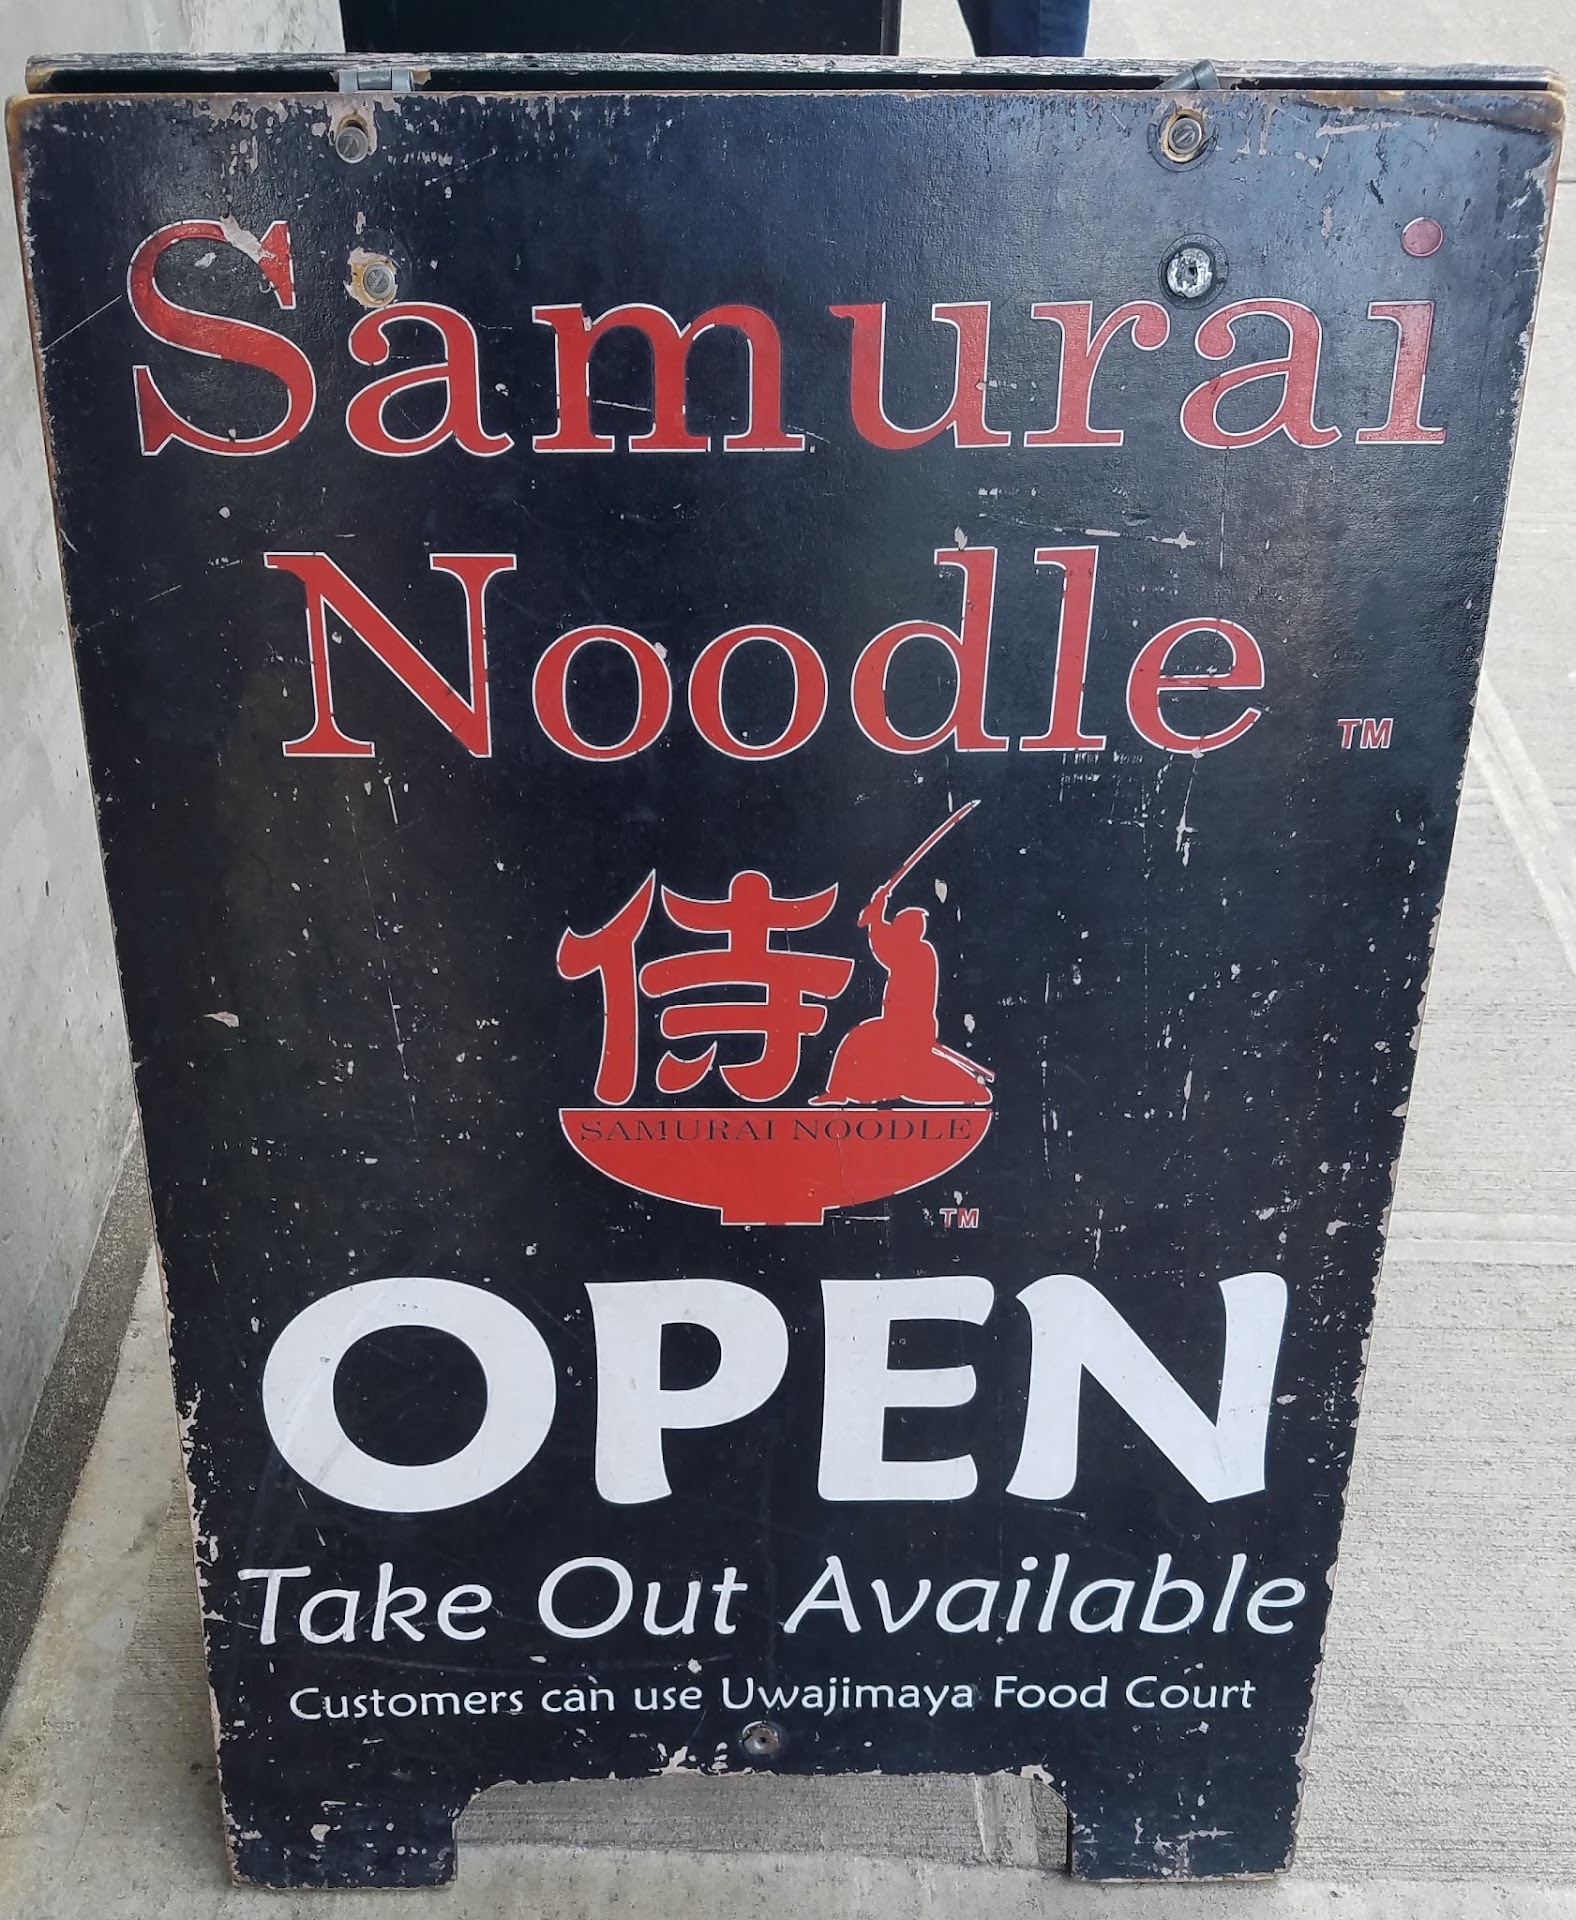 Samurai
Noodle TM
侍
SAMURAI NOODLE
TM
OPEN
Take Out Available
Customers can use Uwajimaya Food Court